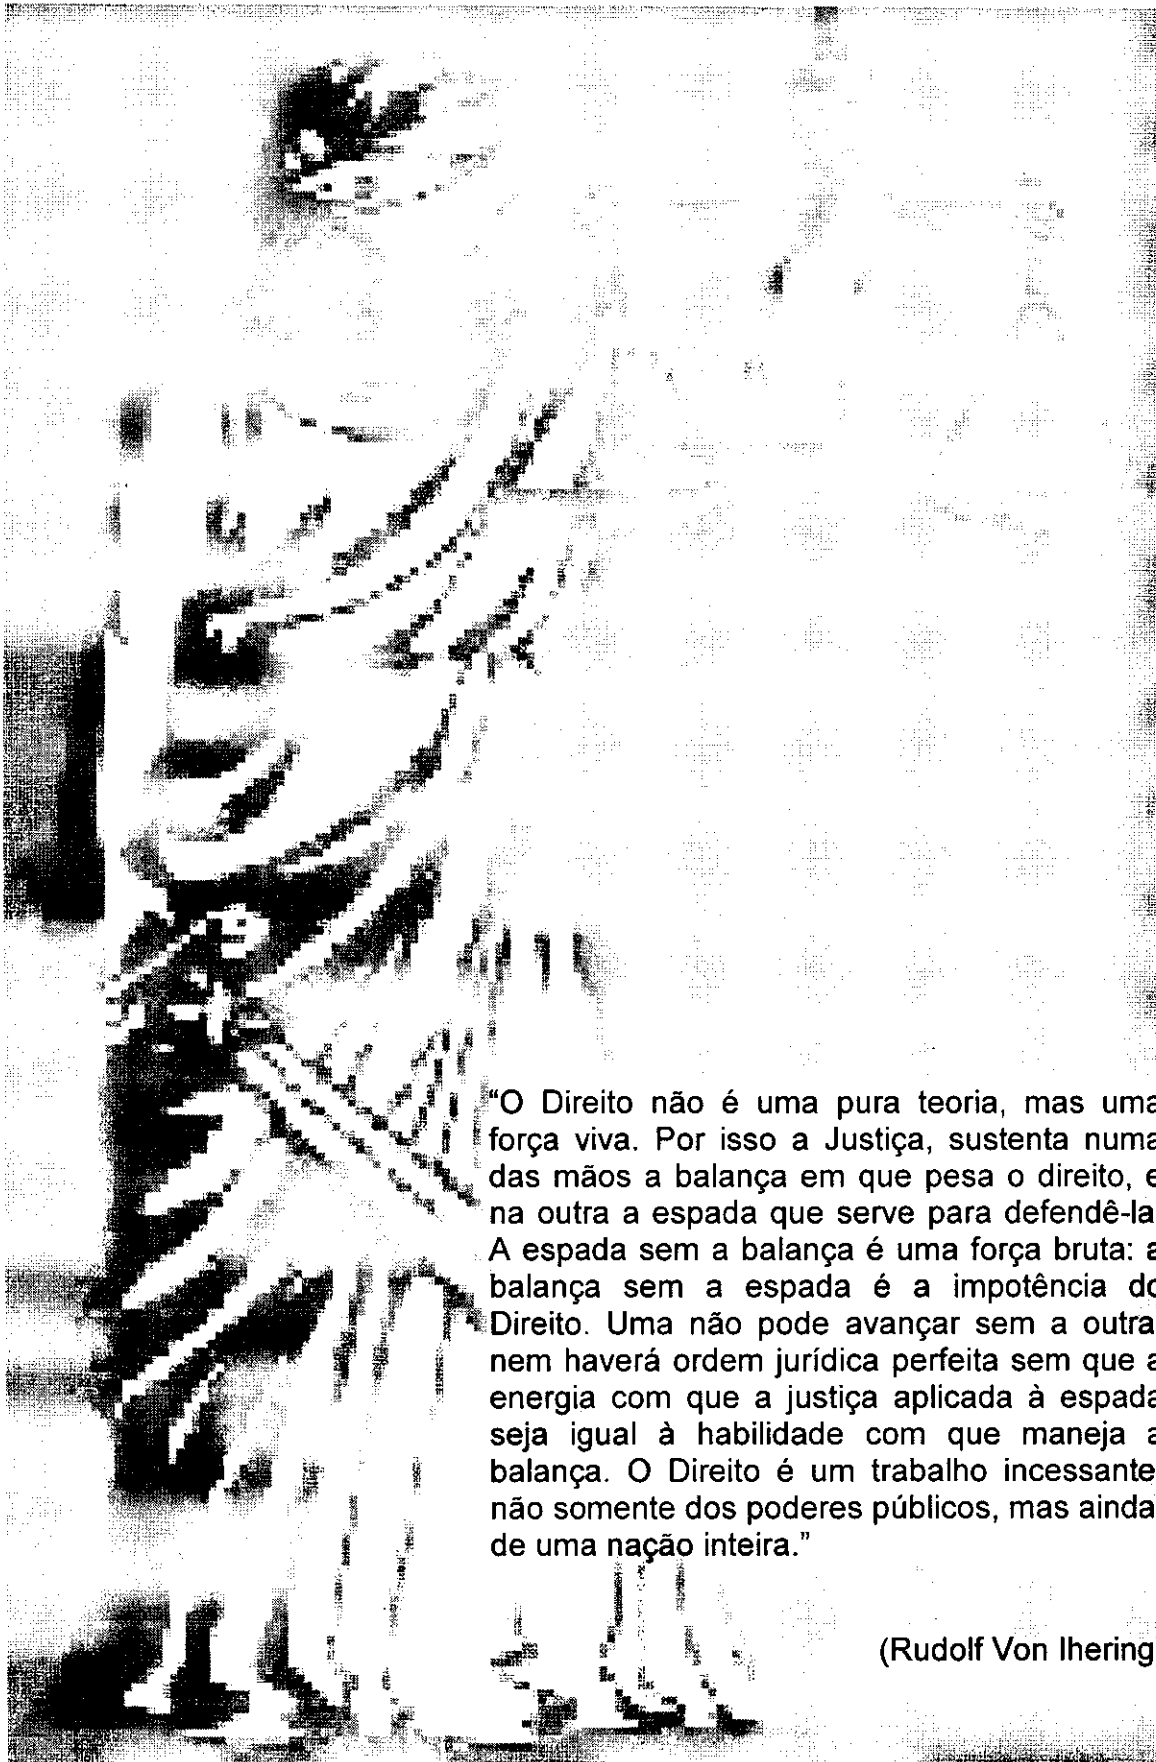 “O Direito não é uma pura teoria, mas uma
força viva. Por isso a Justiça, sustenta numa
das mãos a balança em que pesa o direito, e
na outra a espada que serve para defendê-la
A espada sem a balança é uma força bruta: a
balança sem a espada é a impotência do
Direito. Uma não pode avançar sem a outra
nem haverá ordem jurídica perfeita sem que a
energia com que a justiça aplicada à espada
seja igual à habilidade com que maneja a
balança. O Direito é um trabalho incessante
não somente dos poderes públicos, mas ainda
de uma nação inteira.”
(Rudolf Von Ihering